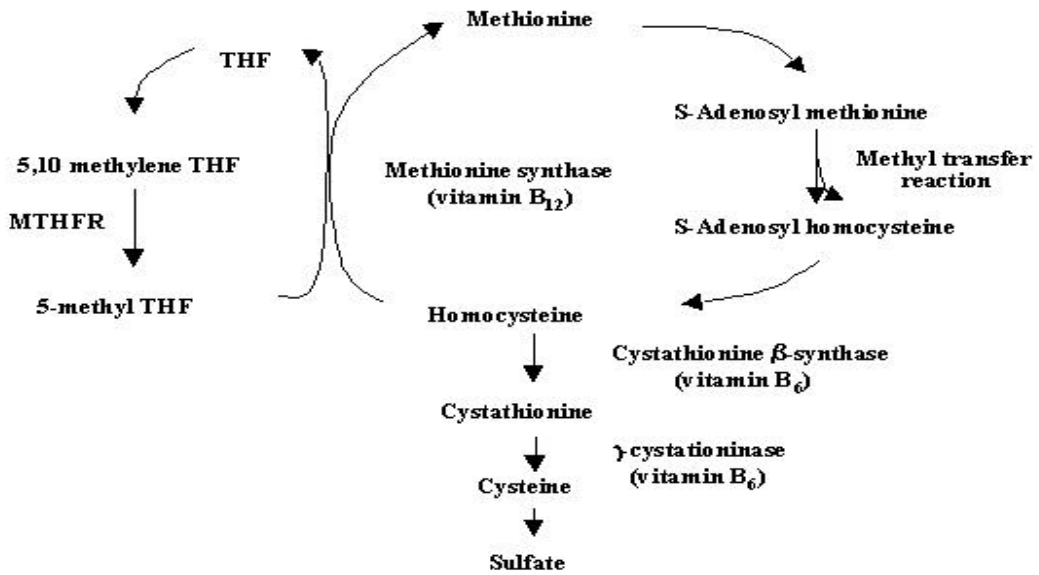 Methionine
THF
S-Adenosyl methionine
5,10 methylene THF
Methionine synthase
(vitamin B12)
Methyl transfer
reaction
MTHFR
S-Adenosyl homocysteine
5-methyl THF
Homocysteine
Cystathionine β-synthase
(vitamin B6)
Cystathionine
γ-cystationinase
(vitamin B6)
Cysteine
Sulfate